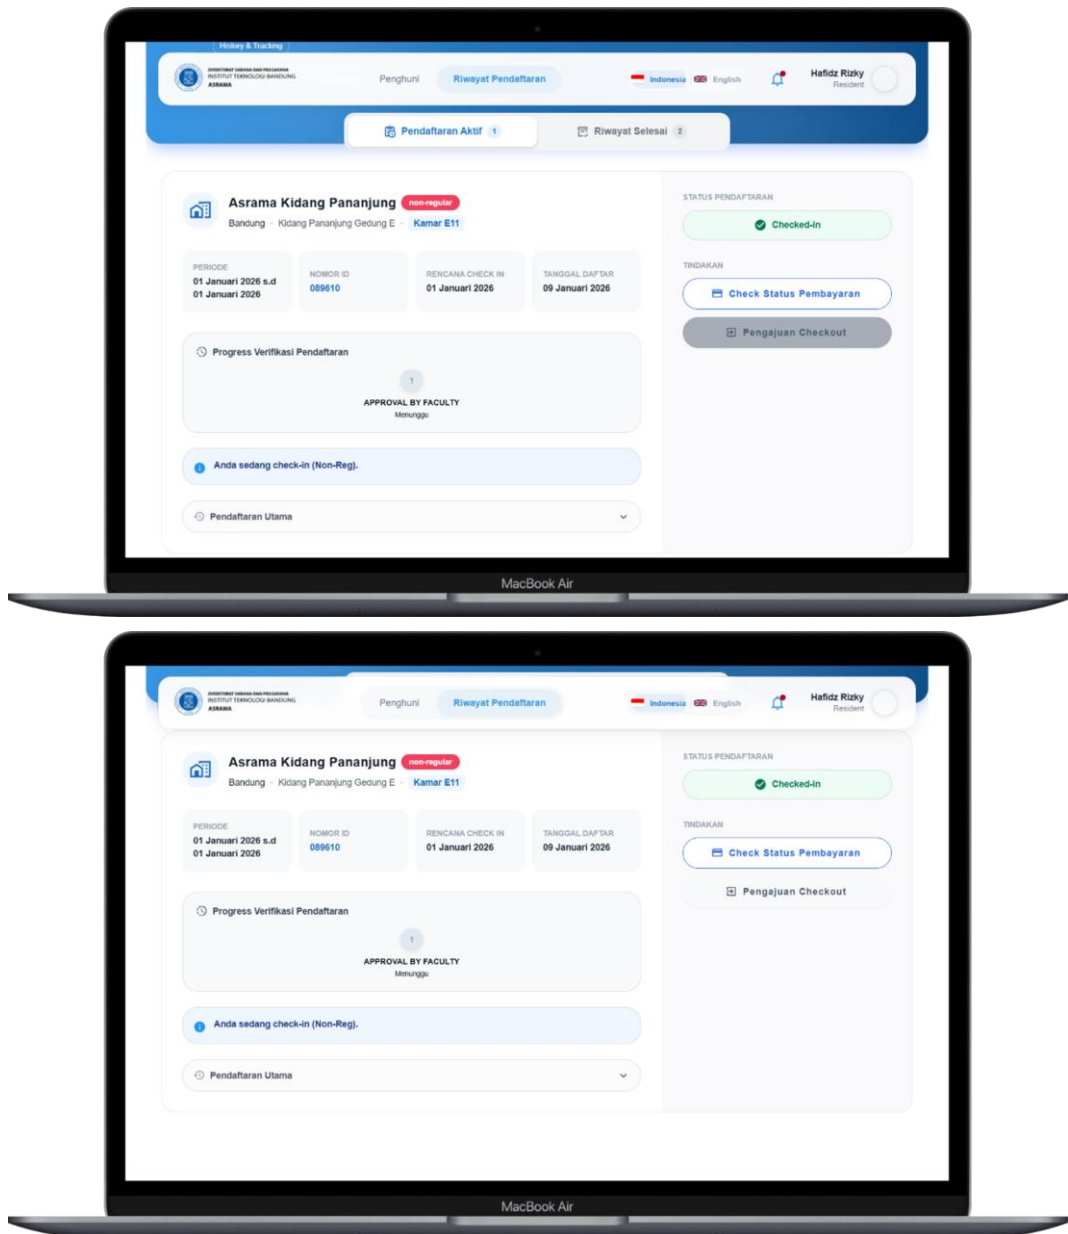 History & Tracking
DIREKTORAT SARANA DAN PRASARANA
INSTITUT TEKNOLOGI BANDUNG
ASRAMA
Penghuni
Riwayat Pendaftaran
Indonesia
English
Hafidz Rizky
Resident
Pendaftaran Aktif 1
Riwayat Selesai 2
Asrama Kidang Pananjung non-regular
Bandung - Kidang Pananjung Gedung E - Kamar E11
PERIODE
01 Januari 2026 s.d
01 Januari 2026
NOMOR ID
089610
RENCANA CHECK IN
01 Januari 2026
TANGGAL DAFTAR
09 Januari 2026
Progress Verifikasi Pendaftaran
1
APPROVAL BY FACULTY
Menunggu
Anda sedang check-in (Non-Reg).
Pendaftaran Utama
STATUS PENDAFTARAN
Checked-in
TINDAKAN
Check Status Pembayaran
Pengajuan Checkout
MacBook Air
DIREKTORAT SARANA DAN PRASARANA
INSTITUT TEKNOLOGI BANDUNG
ASRAMA
Penghuni
Riwayat Pendaftaran
Indonesia
English
Hafidz Rizky
Resident
Asrama Kidang Pananjung non-regular
Bandung - Kidang Pananjung Gedung E - Kamar E11
PERIODE
01 Januari 2026 s.d
01 Januari 2026
NOMOR ID
089610
RENCANA CHECK IN
01 Januari 2026
TANGGAL DAFTAR
09 Januari 2026
Progress Verifikasi Pendaftaran
1
APPROVAL BY FACULTY
Menunggu
Anda sedang check-in (Non-Reg).
Pendaftaran Utama
STATUS PENDAFTARAN
Checked-in
TINDAKAN
Check Status Pembayaran
Pengajuan Checkout
MacBook Air